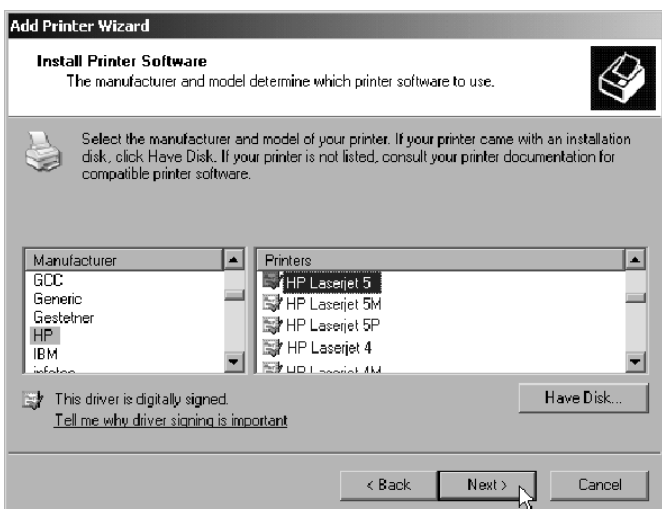 Add Printer Wizard
Install Printer Software
The manufacturer and model determine which printer software to use.
Select the manufacturer and model of your printer. If your printer came with an installation
disk, click Have Disk. If your printer is not listed, consult your printer documentation for
compatible printer software.
Manufacturer
GCC
Generic
Gestetner
HP
IBM
infotec
Printers
HP Laserjet 5
HP Laserjet 5M
HP Laserjet 5P
HP Laserjet 4
HP Laserjet 4M
This driver is digitally signed.
Tell me why driver signing is important
Have Disk...
< Back
Next >
Cancel